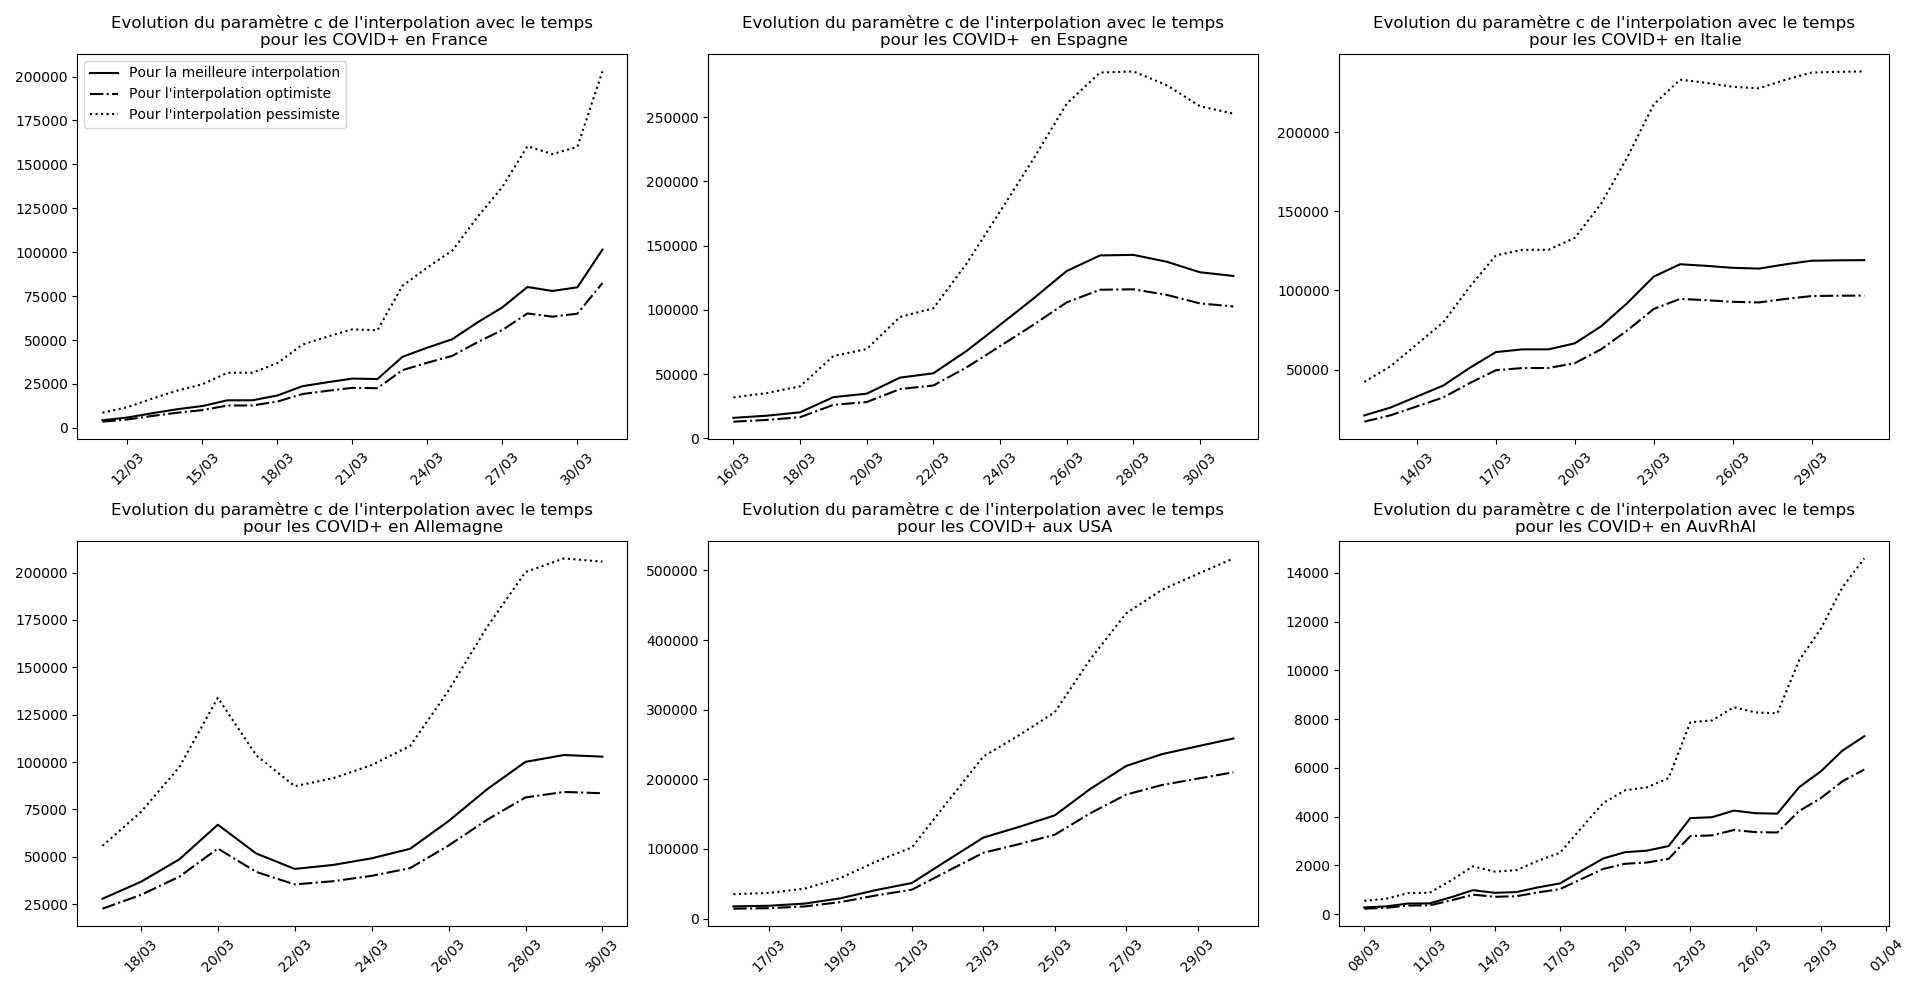 Evolution du paramètre c de l'interpolation avec le temps
pour les COVID+ en France
Pour la meilleure interpolation
Pour l'interpolation optimiste
Pour l'interpolation pessimiste
200000
175000
150000
125000
100000
75000
50000
25000
0
12/03 15/03 18/03 21/03 24/03 27/03 30/03
Evolution du paramètre c de l'interpolation avec le temps
pour les COVID+  en Espagne
250000
200000
150000
100000
50000
0
16/03 18/03 20/03 22/03 24/03 26/03 28/03 30/03
Evolution du paramètre c de l'interpolation avec le temps
pour les COVID+ en Italie
200000
150000
100000
50000
14/03 17/03 20/03 23/03 26/03 29/03
Evolution du paramètre c de l'interpolation avec le temps
pour les COVID+ en Allemagne
200000
175000
150000
125000
100000
75000
50000
25000
18/03 20/03 22/03 24/03 26/03 28/03 30/03
Evolution du paramètre c de l'interpolation avec le temps
pour les COVID+ aux USA
500000
400000
300000
200000
100000
0
17/03 19/03 21/03 23/03 25/03 27/03 29/03
Evolution du paramètre c de l'interpolation avec le temps
pour les COVID+ en AuvRhAl
14000
12000
10000
8000
6000
4000
2000
0
08/03 11/03 14/03 17/03 20/03 23/03 26/03 29/03 01/04